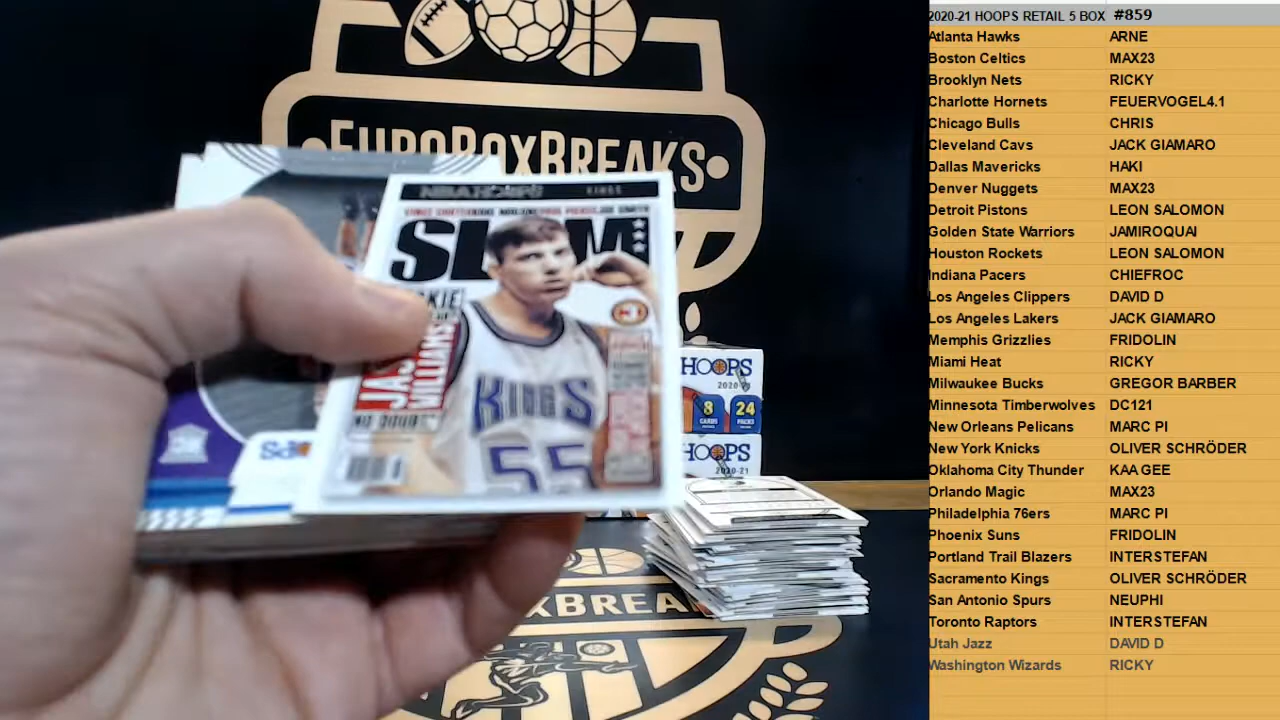 EUROBOXBREAKS
NBA HOOPS KINGS
SLAM
WILLIAMS
NO DOUBT
KINGS
55
HOOPS
2020-
8 24
CARDS PACKS
HOOPS
2020-21
XBREA
2020-21 HOOPS RETAIL 5 BOX #859
Atlanta Hawks ARNE
Boston Celtics MAX23
Brooklyn Nets RICKY
Charlotte Hornets FEUERVOGEL4.1
Chicago Bulls CHRIS
Cleveland Cavs JACK GIAMARO
Dallas Mavericks HAKI
Denver Nuggets MAX23
Detroit Pistons LEON SALOMON
Golden State Warriors JAMIROQUAI
Houston Rockets LEON SALOMON
Indiana Pacers CHIEFROC
Los Angeles Clippers DAVID D
Los Angeles Lakers JACK GIAMARO
Memphis Grizzlies FRIDOLIN
Miami Heat RICKY
Milwaukee Bucks GREGOR BARBER
Minnesota Timberwolves DC121
New Orleans Pelicans MARC PI
New York Knicks OLIVER SCHRÖDER
Oklahoma City Thunder KAA GEE
Orlando Magic MAX23
Philadelphia 76ers MARC PI
Phoenix Suns FRIDOLIN
Portland Trail Blazers INTERSTEFAN
Sacramento Kings OLIVER SCHRÖDER
San Antonio Spurs NEUPHI
Toronto Raptors INTERSTEFAN
Utah Jazz DAVID D
Washington Wizards RICKY